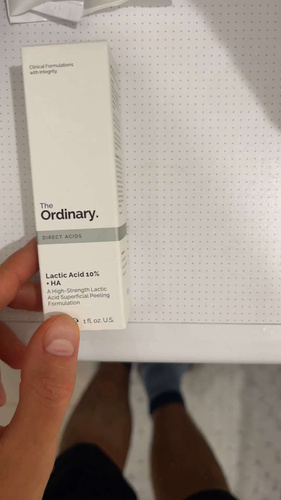 Clinical Formulations
with Integrity.
The
Ordinary.
DIRECT ACIDS
Lactic Acid 10%
+ HA
A High-Strength Lactic
Acid Superficial Peeling
Formulation
1 fl. oz. U.S.